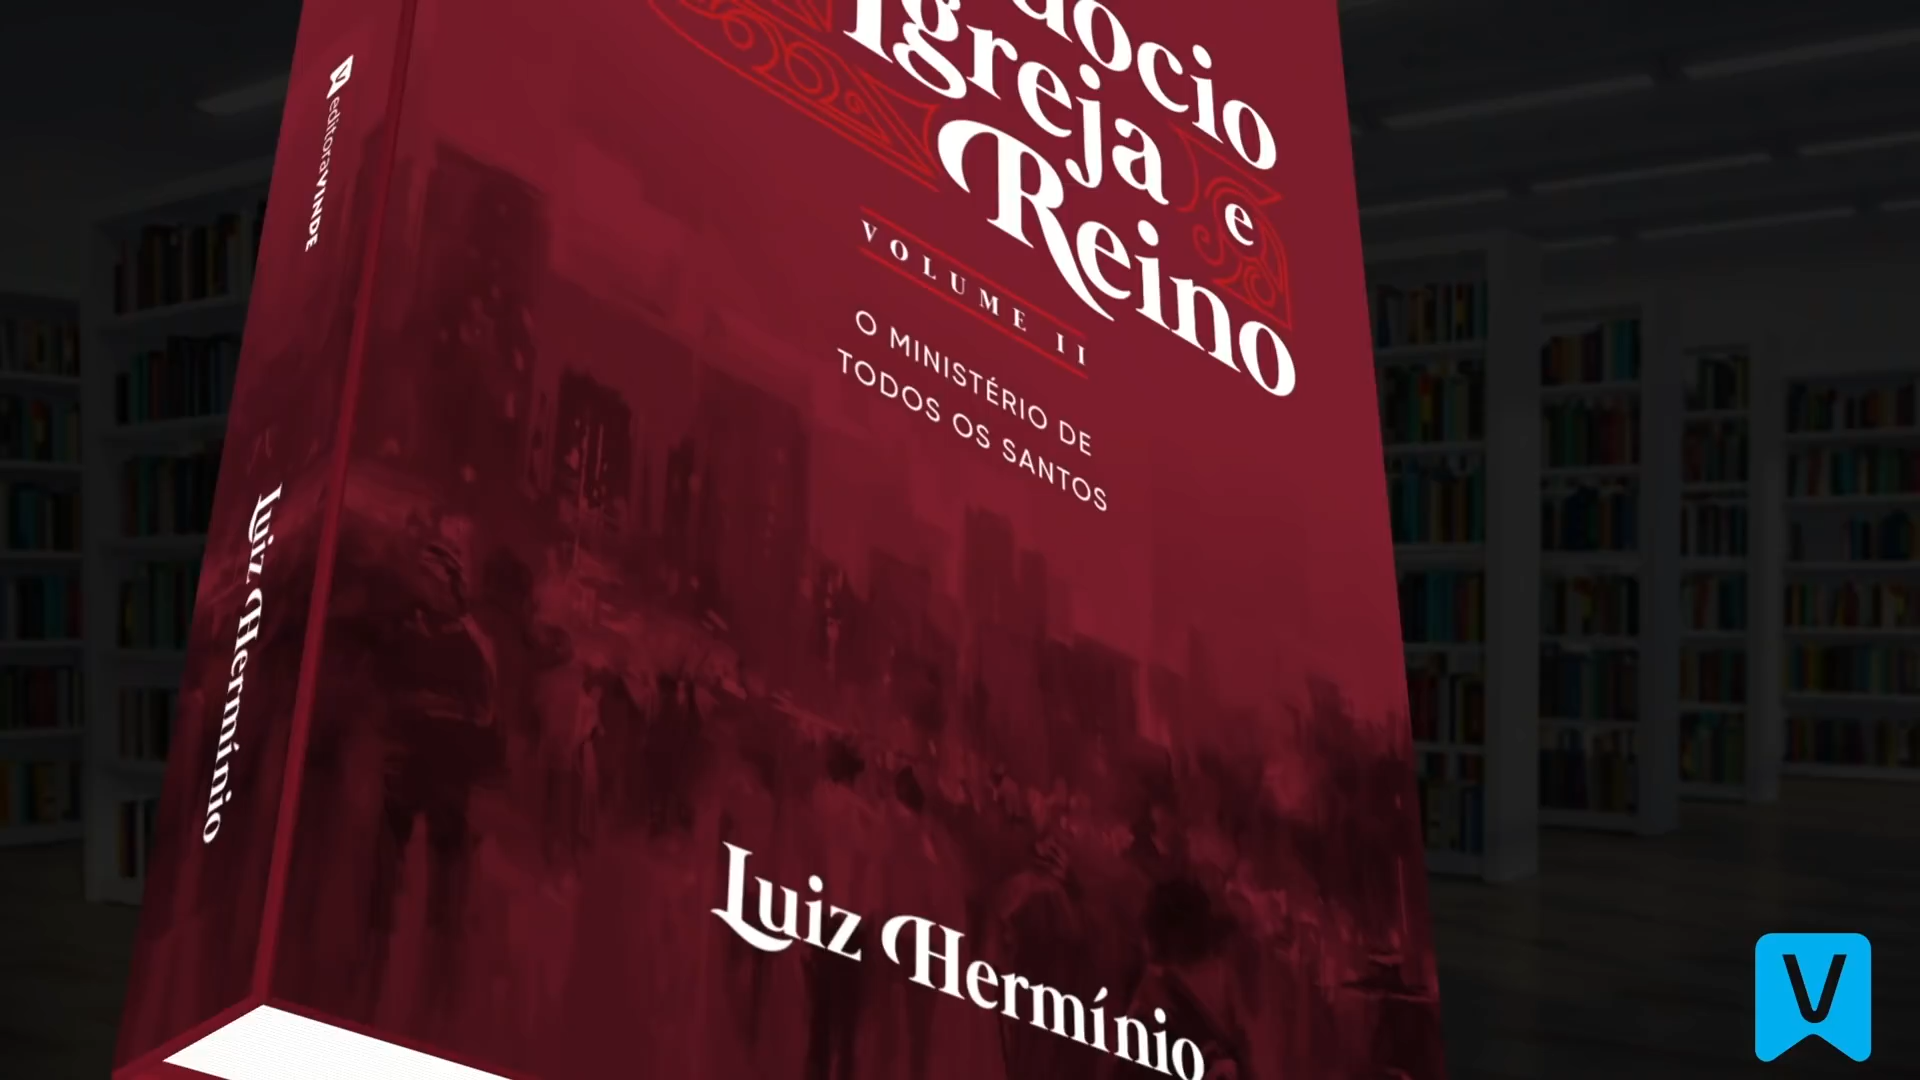 Igreja
e
Reino
VOLUME II
O MINISTÉRIO DE
TODOS OS SANTOS
Luiz Hermínio
editoraVINDE
Luiz Hermínio
V